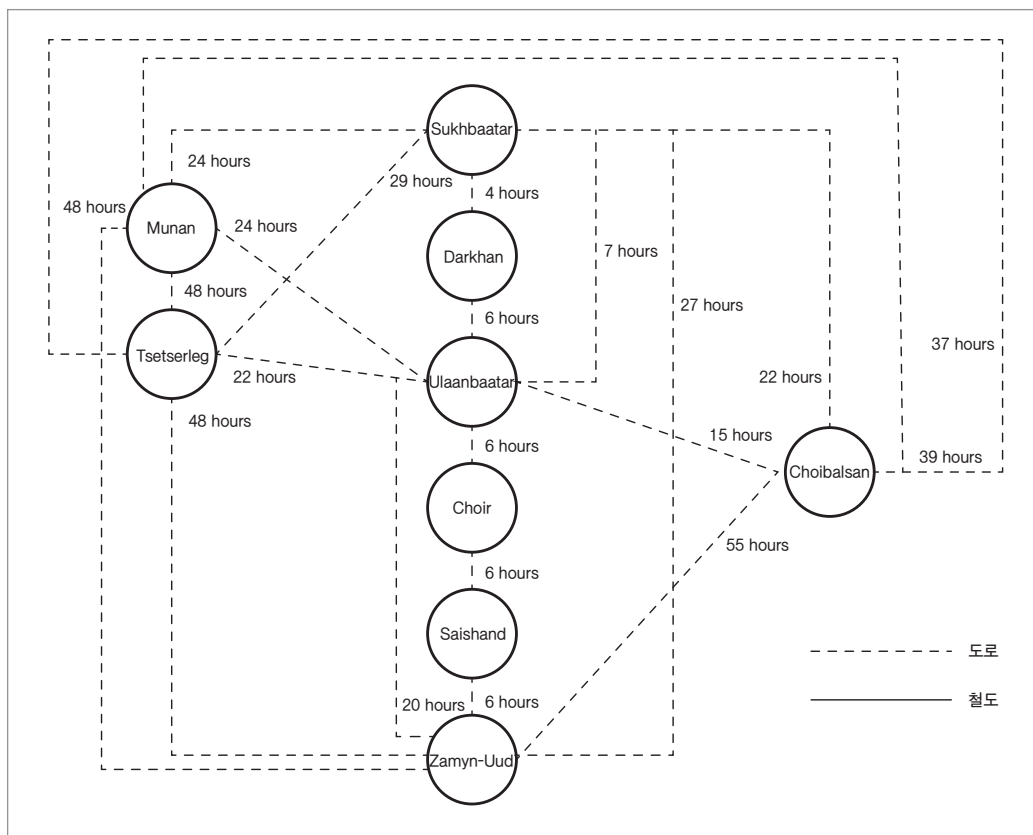 Sukhbaatar
24 hours
29 hours
4 hours
48 hours
Munan
24 hours
Darkhan
7 hours
48 hours
6 hours
27 hours
Tsetserleg
22 hours
Ulaanbaatar
37 hours
48 hours
22 hours
6 hours
15 hours
39 hours
Choibalsan
Choir
55 hours
6 hours
Saishand
도로
20 hours
6 hours
철도
Zamyn-Uud